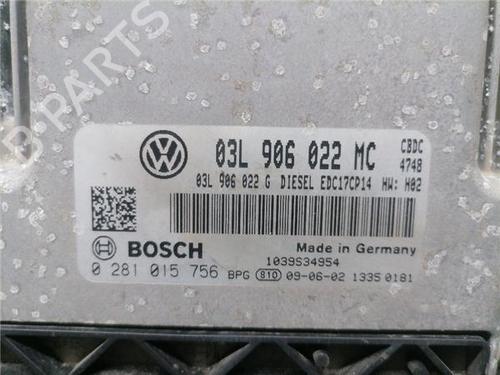 03L 906 022 MC CBDC
4748
03L 906 022 G DIESEL EDC17CP14 HW: H02
BOSCH
Made in Germany
1039S34954
0 281 015 756 BPG 810 09-06-02 1335 0181
B-PARTS